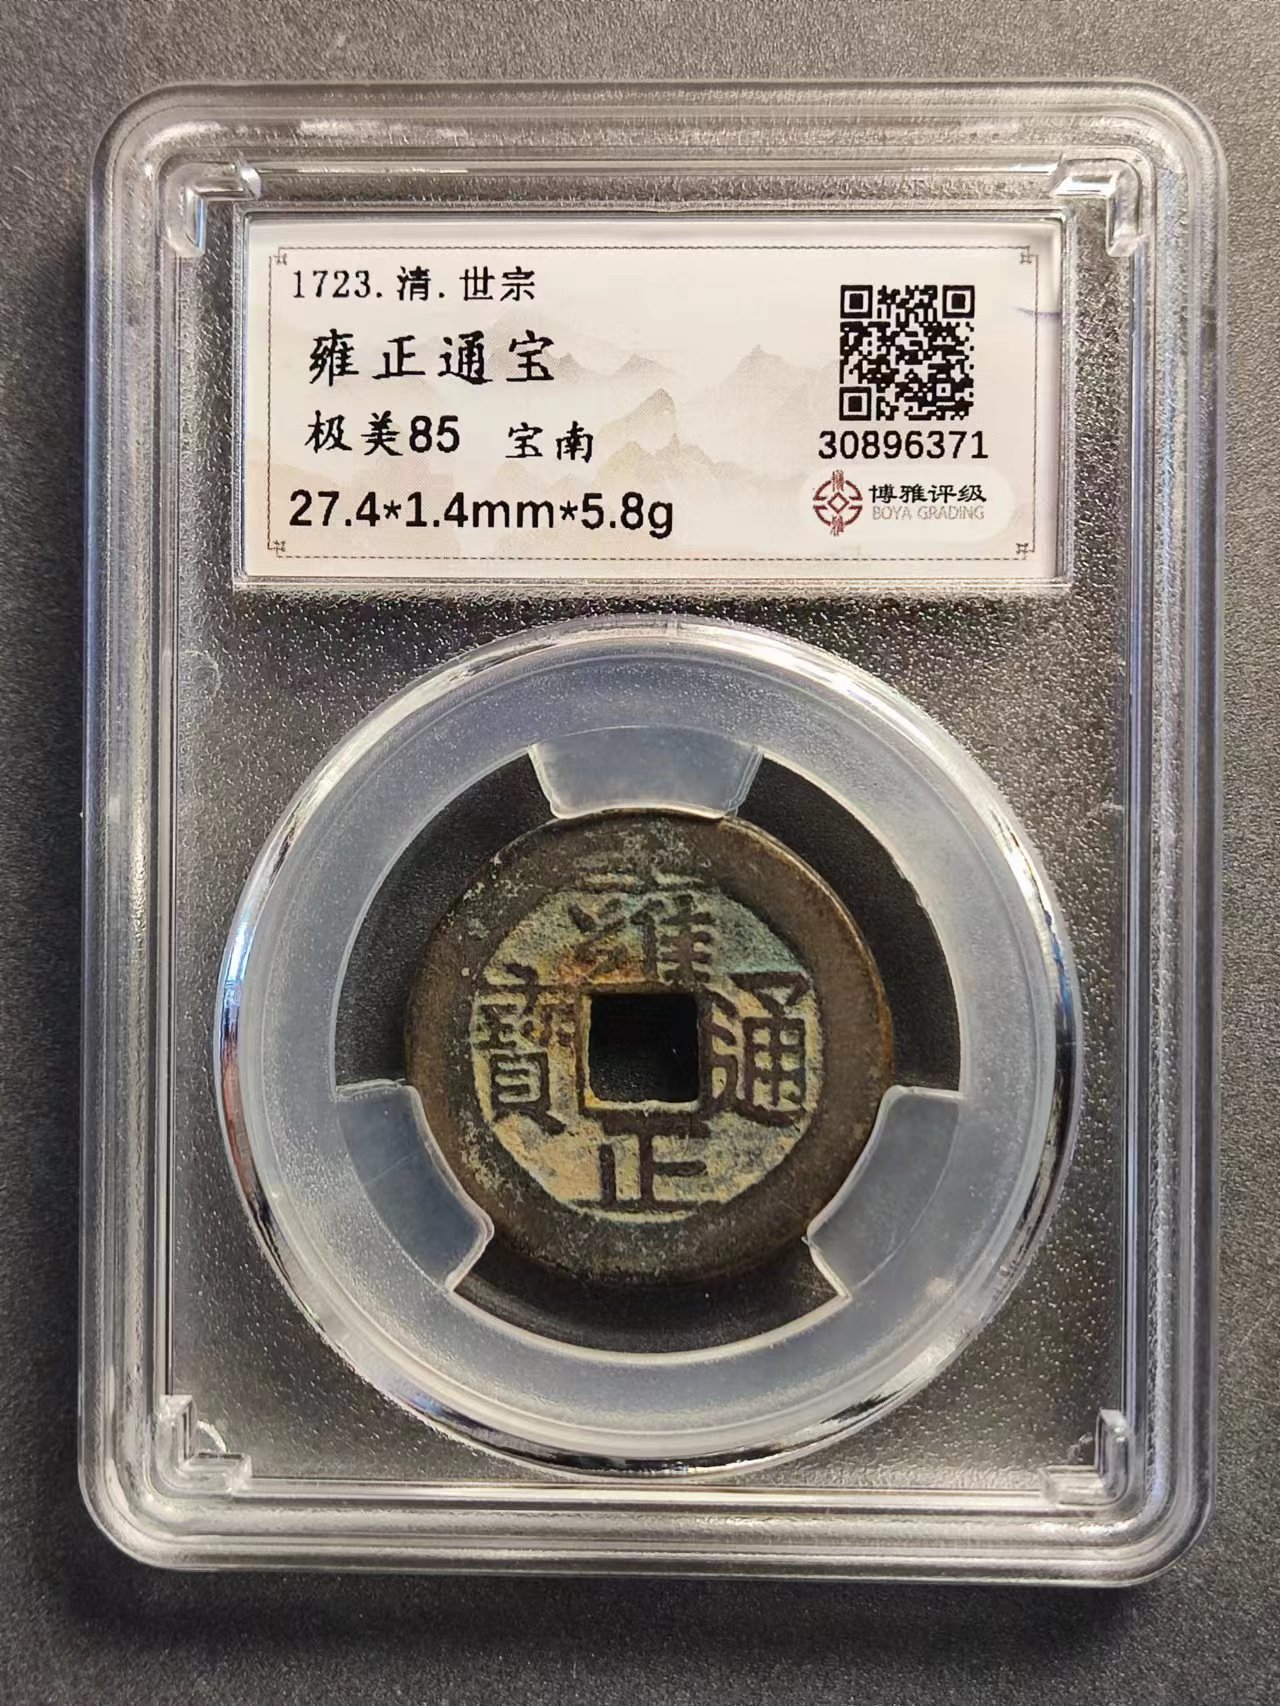 1723.清.世宗
雍正通宝
极美85 宝南
27.4*1.4mm*5.8g
30896371
博雅评级
BOYA GRADING
雍
寶 通
正